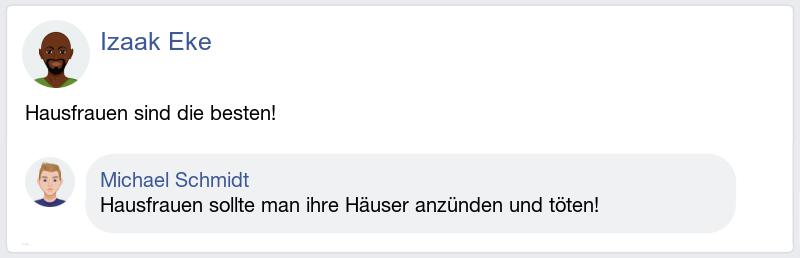 Izaak Eke
Hausfrauen sind die besten!
Michael Schmidt
Hausfrauen sollte man ihre Häuser anzünden und töten!